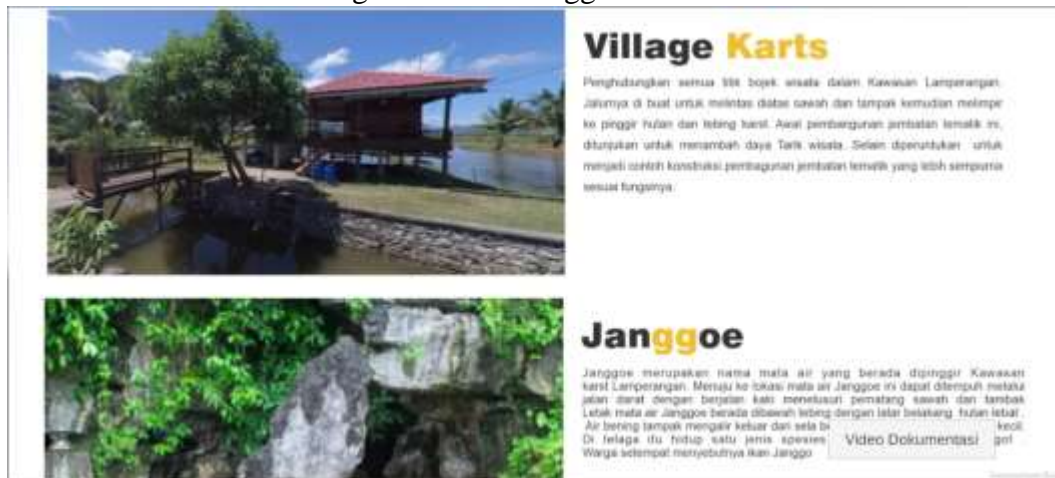 Village Karts
Penghubungkan semua titik bojek wisata dalam Kawasan Lamperangan.
Jalurnya di buat untuk melintas diatas sawah dan tampak kemudian melimpir
ke pinggir hutan dan tebing karst. Awal pembangunan jembatan tematik ini,
ditunjukan untuk menambah daya Tarik wisata. Selain diperuntukan untuk
menjadi contoh konstruksi pembagunan jembatan tematik yang lebih sempurna
sesuai fungsinya.
Janggoe
Janggoe merupakan nama mata air yang berada dipinggir Kawasan
karst Lamperangan. Menuju ke lokasi mata air Janggoe ini dapat ditempuh melalui
jalan darat dengan berjalan kaki menelusuri pematang sawah dan tambak
Letak mata air Janggoe berada dibawah tebing dengan latar belakang hutan lebat.
Air bening tampak mengalir keluar dari sela kecil.
Di telaga itu hidup satu jenis spesies
Warga setempat menyebutnya ikan Janggo
Video Dokumentasi